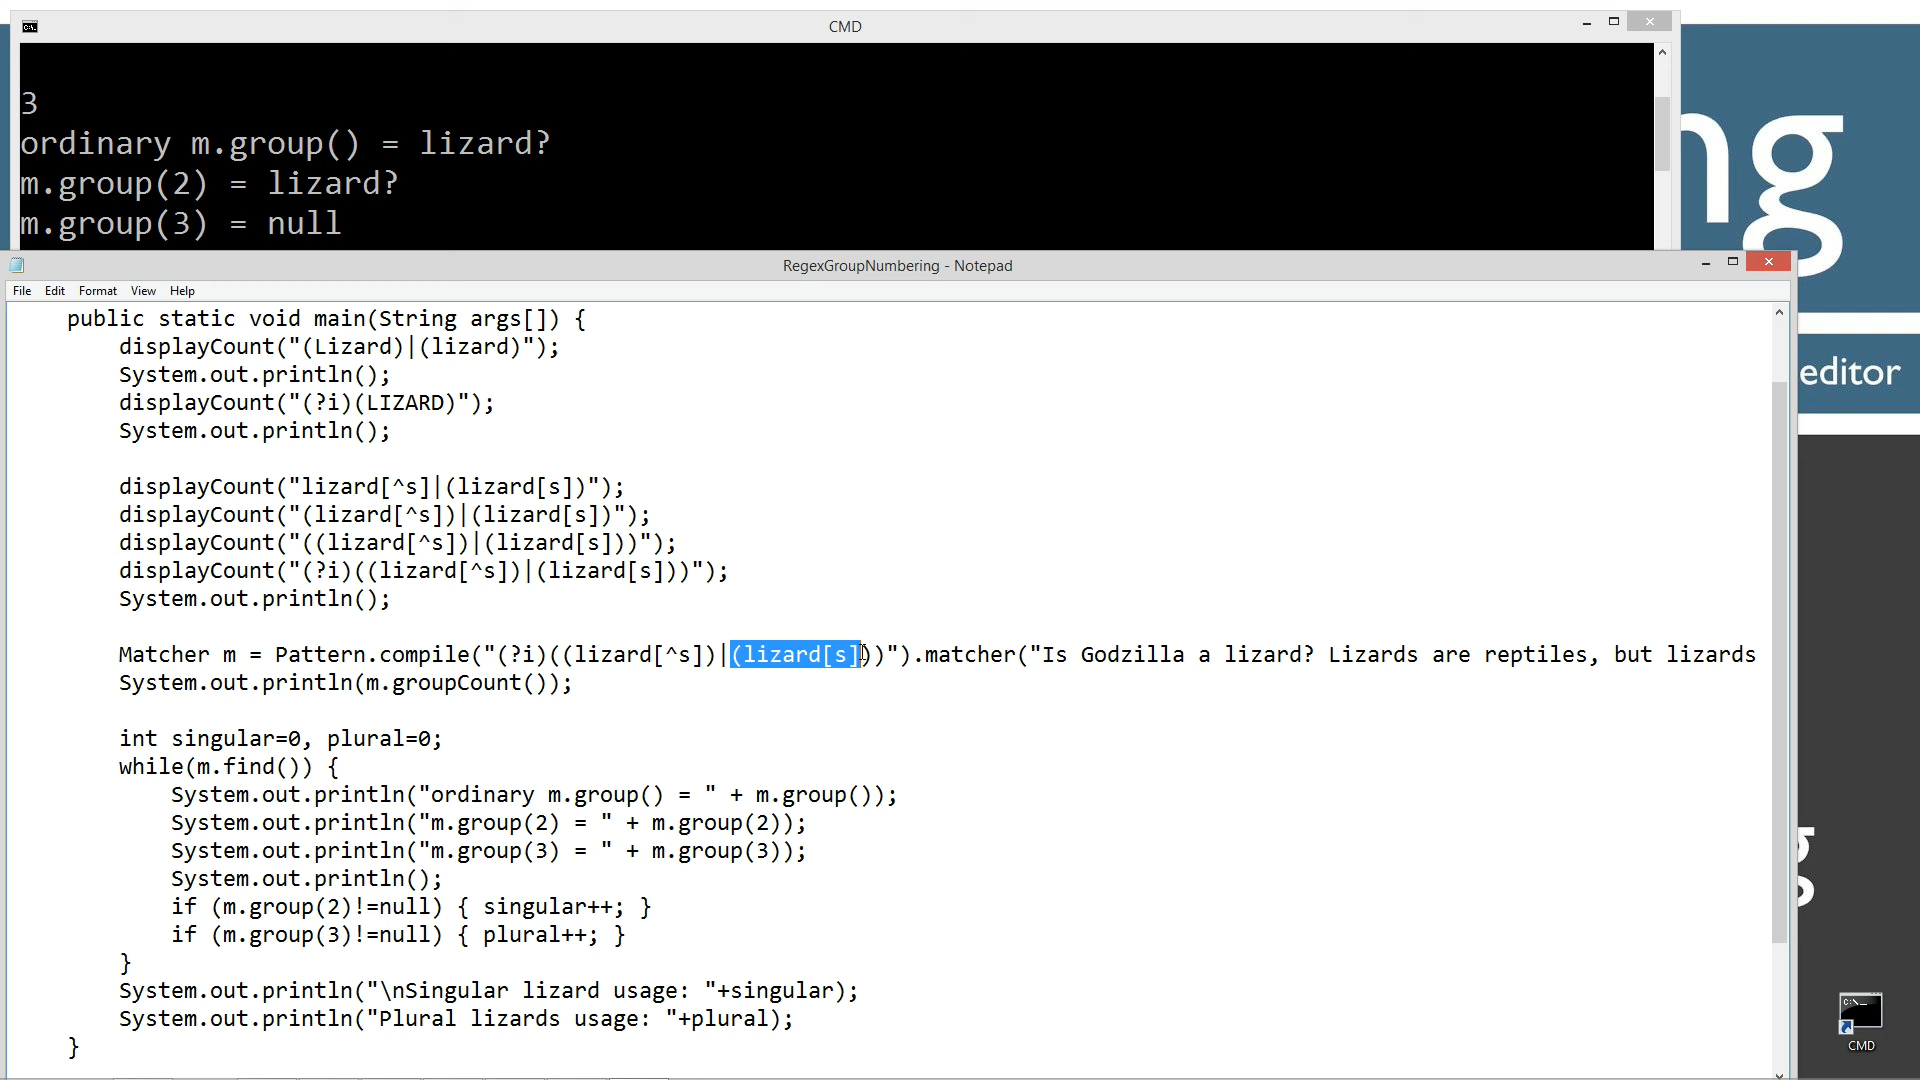 CMD
3
ordinary m.group() = lizard?
m.group(2) = lizard?
m.group(3) = null
ng
RegexGroupNumbering - Notepad
File Edit Format View Help
public static void main(String args[]) {
displayCount("(Lizard)|(lizard)");
System.out.println();
displayCount("(?i)(LIZARD)");
System.out.println();
displayCount("lizard[^s]|(lizard[s])");
displayCount("(lizard[^s])|(lizard[s])");
displayCount("((lizard[^s])|(lizard[s]))");
displayCount("(?i)((lizard[^s])|(lizard[s]))");
System.out.println();
Matcher m = Pattern.compile("(?i)((lizard[^s])|(lizard[s]))").matcher("Is Godzilla a lizard? Lizards are reptiles, but lizards
System.out.println(m.groupCount());
int singular=0, plural=0;
while(m.find()) {
System.out.println("ordinary m.group() = " + m.group());
System.out.println("m.group(2) = " + m.group(2));
System.out.println("m.group(3) = " + m.group(3));
System.out.println();
if (m.group(2)!=null) { singular++; }
if (m.group(3)!=null) { plural++; }
}
System.out.println("\nSingular lizard usage: "+singular);
System.out.println("Plural lizards usage: "+plural);
}
editor
CMD